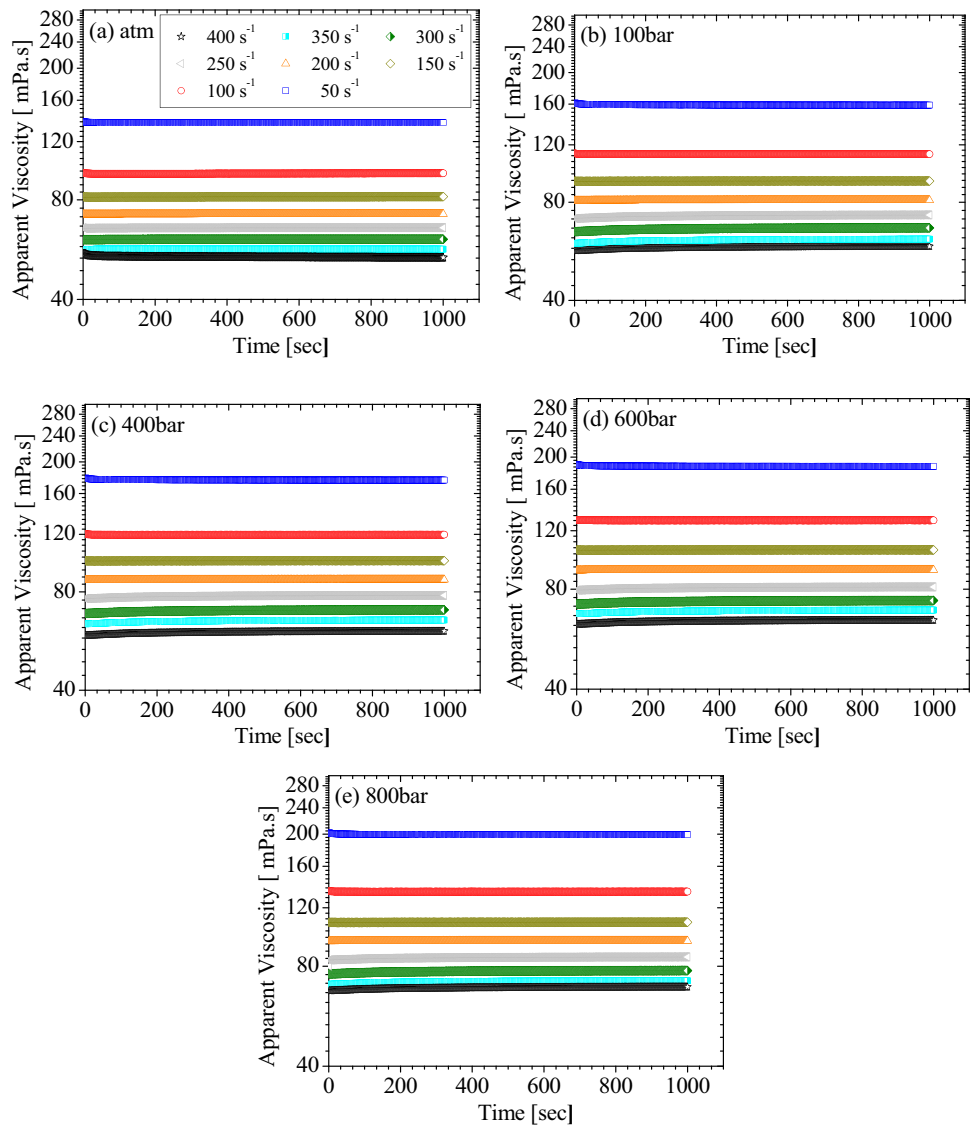 (a) atm
400 s⁻¹ 350 s⁻¹ 300 s⁻¹
250 s⁻¹ 200 s⁻¹ 150 s⁻¹
100 s⁻¹ 50 s⁻¹
Apparent Viscosity [ mPa.s]
280
240
200
160
120
80
40
0 200 400 600 800 1000
Time [sec]
(b) 100bar
Apparent Viscosity [ mPa.s]
280
240
200
160
120
80
40
0 200 400 600 800 1000
Time [sec]
(c) 400bar
Apparent Viscosity [ mPa.s]
280
240
200
160
120
80
40
0 200 400 600 800 1000
Time [sec]
(d) 600bar
Apparent Viscosity [ mPa.s]
280
240
200
160
120
80
40
0 200 400 600 800 1000
Time [sec]
(e) 800bar
Apparent Viscosity [ mPa.s]
280
240
200
160
120
80
40
0 200 400 600 800 1000
Time [sec]